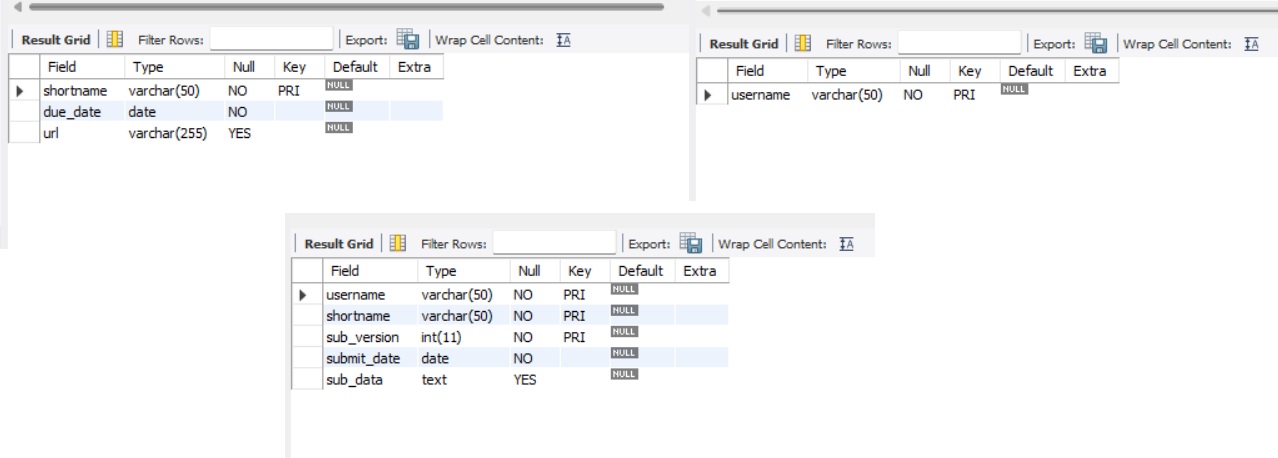 Result Grid Filter Rows: Export: Wrap Cell Content: IA
Field Type Null Key Default Extra
shortname varchar(50) NO PRI NULL
due_date date NO NULL
url varchar(255) YES NULL
Result Grid Filter Rows: Export: Wrap Cell Content: IA
Field Type Null Key Default Extra
username varchar(50) NO PRI NULL
Result Grid Filter Rows: Export: Wrap Cell Content: IA
Field Type Null Key Default Extra
username varchar(50) NO PRI NULL
shortname varchar(50) NO PRI NULL
sub_version int(11) NO PRI NULL
submit_date date NO NULL
sub_data text YES NULL